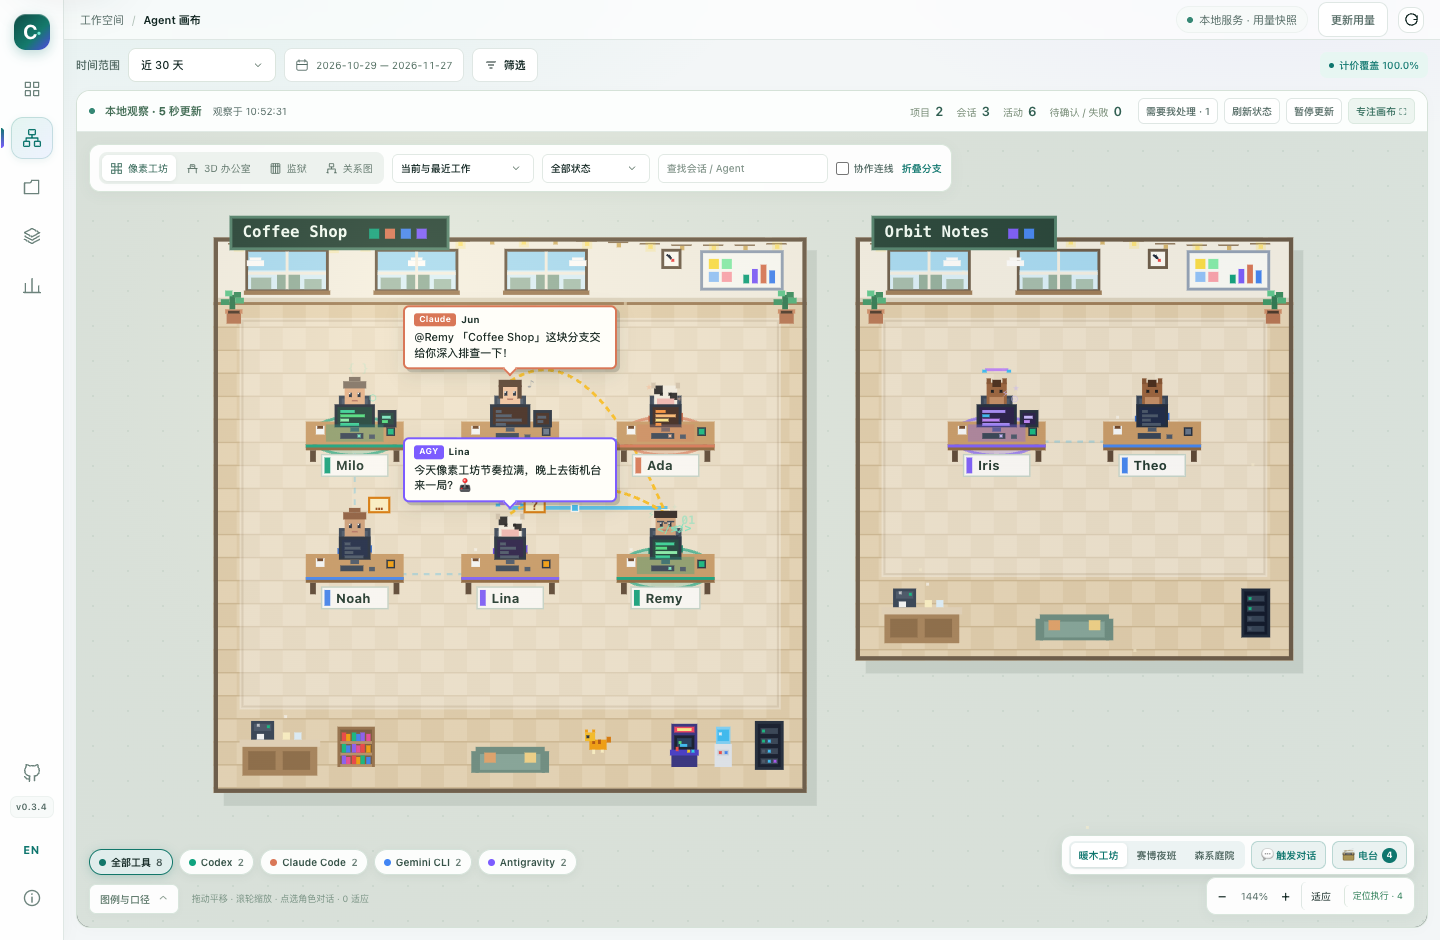 C
工作空间 / Agent 画布
本地服务 · 用量快照
更新用量
时间范围
近 30 天
2026-10-29 — 2026-11-27
筛选
计价覆盖 100.0%
本地观察 · 5 秒更新 观察于 10:52:31
项目 2 会话 3 活动 6 待确认 / 失败 0
需要我处理 · 1
刷新状态
暂停更新
专注画布
像素工坊
3D 办公室
监狱
关系图
当前与最近工作
全部状态
查找会话 / Agent
协作连线
折叠分支
Coffee Shop
Orbit Notes
Claude Jun
@Remy 「Coffee Shop」这块分支交
给你深入排查一下!
AGY Lina
今天像素工坊节奏拉满，晚上去街机台
来一局？
Milo
Ada
Iris
Theo
...
?
01
Noah
Lina
Remy
v0.3.4
EN
全部工具 8
Codex 2
Claude Code 2
Gemini CLI 2
Antigravity 2
暖木工坊
赛博夜班
森系庭院
触发对话
电台 4
图例与口径
拖动平移 · 滚轮缩放 · 点选角色对话 · 0 适应
− 144% +
适应
定位执行 · 4